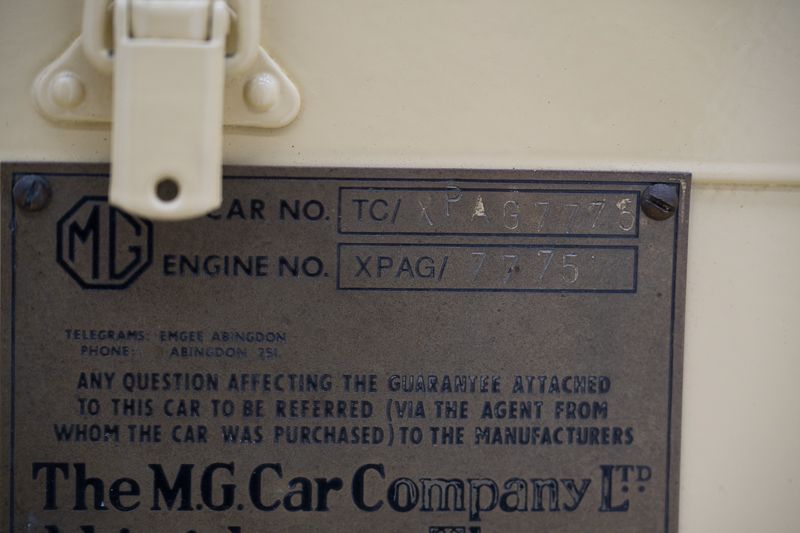 MG
CAR NO. TC/ XPAG7775
ENGINE NO. XPAG/ 7775
TELEGRAMS: EMGEE ABINGDON
PHONE: ABINGDON 251.
ANY QUESTION AFFECTING THE GUARANTEE ATTACHED
TO THIS CAR TO BE REFERRED (VIA THE AGENT FROM
WHOM THE CAR WAS PURCHASED) TO THE MANUFACTURERS
The M.G. Car Company LTD